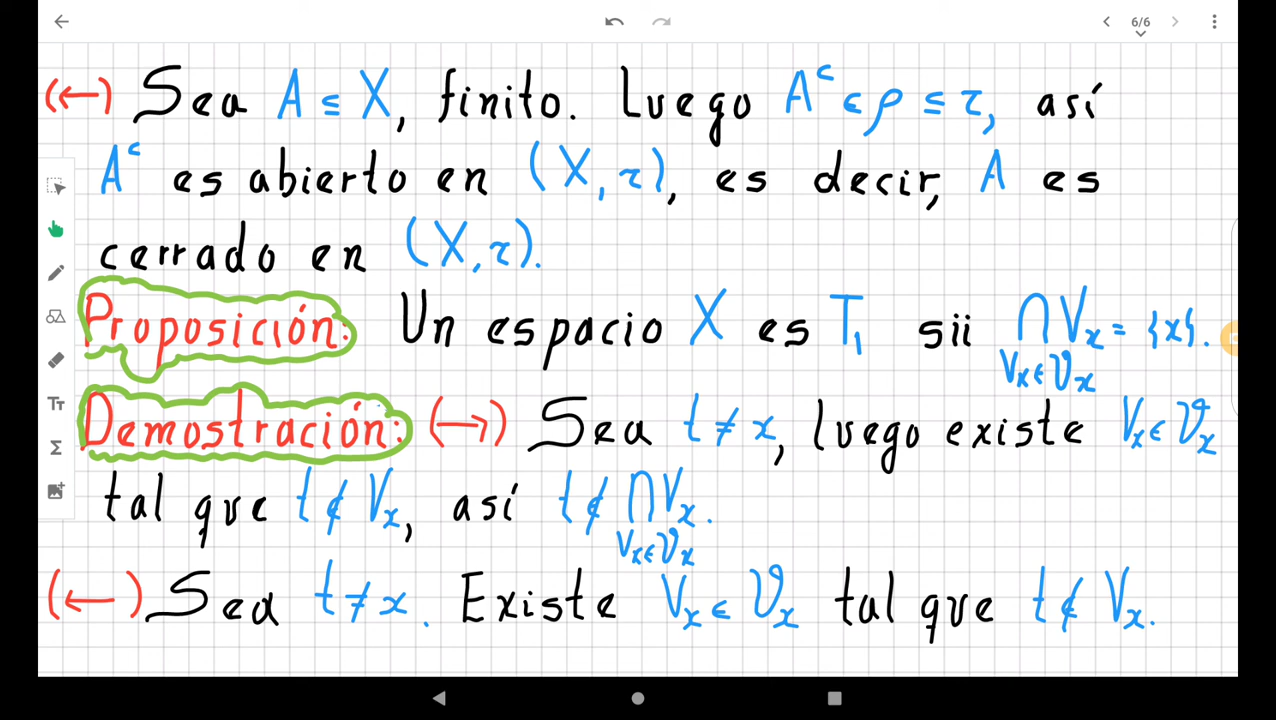 6/6
(←) Sea A ⊆ X, finito. Luego Aᶜ ∈ ρ ⊆ τ, así
Aᶜ es abierto en (X, τ), es decir, A es
cerrado en (X, τ).
Proposición: Un espacio X es T₁ sii ⋂ Vₓ = {x}.
Vₓ ∈ 𝒱ₓ
Demostración: (→) Sea t ≠ x, luego existe Vₓ ∈ 𝒱ₓ
tal que t ∉ Vₓ, así t ∉ ⋂ Vₓ.
Vₓ ∈ 𝒱ₓ
(←) Sea t ≠ x. Existe Vₓ ∈ 𝒱ₓ tal que t ∉ Vₓ.